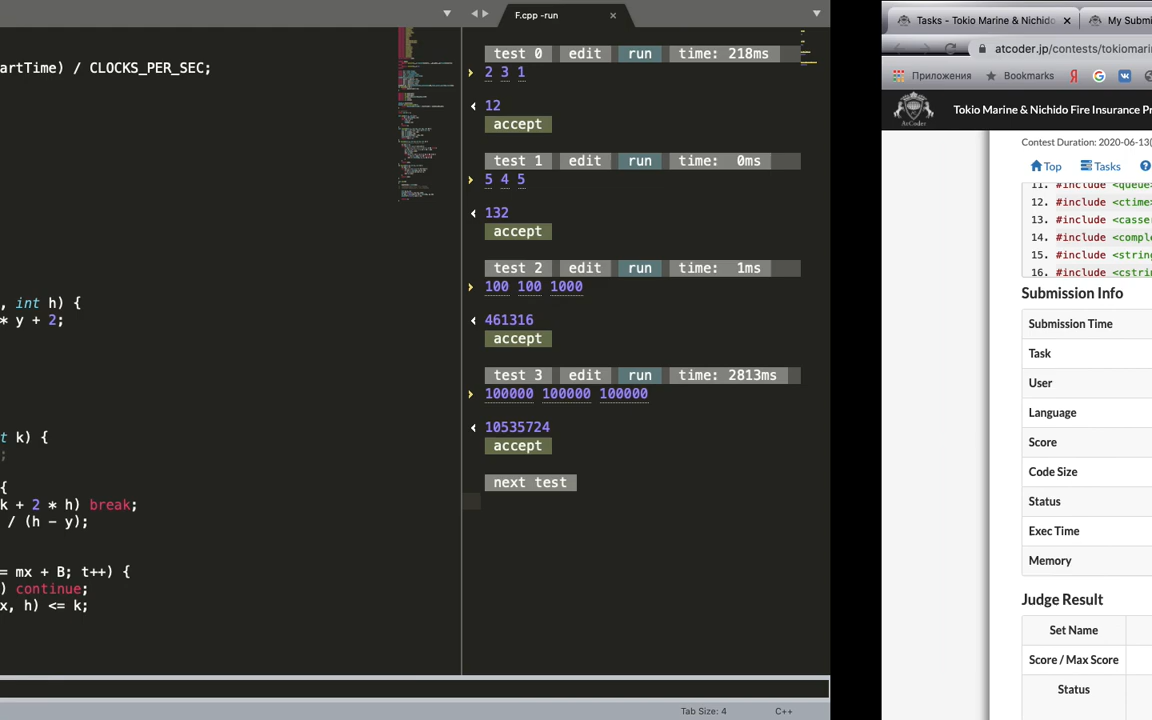 artTime) / CLOCKS_PER_SEC;
, int h) {
* y + 2;
t k) {
;
{
k + 2 * h) break;
/ (h - y);
= mx + B; t++) {
) continue;
x, h) <= k;
F.cpp -run
test 0 edit run time: 218ms
2 3 1
12
accept
test 1 edit run time: 0ms
5 4 5
132
accept
test 2 edit run time: 1ms
100 100 1000
461316
accept
test 3 edit run time: 2813ms
100000 100000 100000
10535724
accept
next test
Tab Size: 4 C++
Tasks - Tokio Marine & Nichido
My Submi
atcoder.jp/contests/tokiomari
Приложения Bookmarks Я G
AtCoder
Tokio Marine & Nichido Fire Insurance Pr
Contest Duration: 2020-06-13(
Top Tasks
11. #include <queue>
12. #include <ctime>
13. #include <casser
14. #include <comple
15. #include <string
16. #include <cstrin
Submission Info
Submission Time
Task
User
Language
Score
Code Size
Status
Exec Time
Memory
Judge Result
Set Name
Score / Max Score
Status